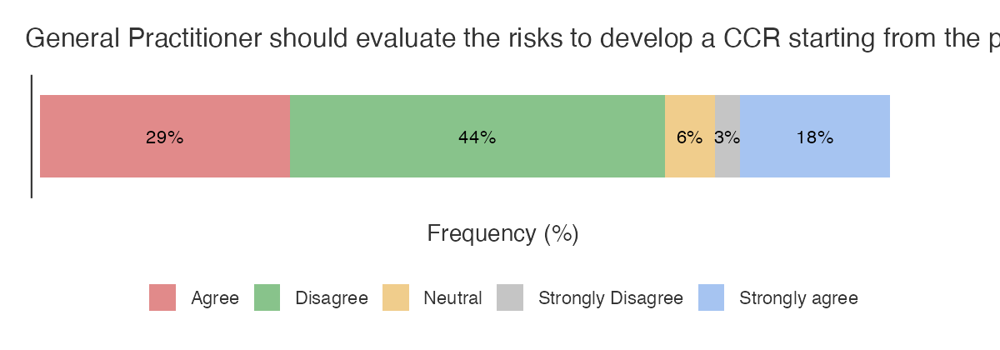 General Practitioner should evaluate the risks to develop a CCR starting from the
29% 44% 6% 3% 18%
Frequency (%)
Agree Disagree Neutral Strongly Disagree Strongly agree